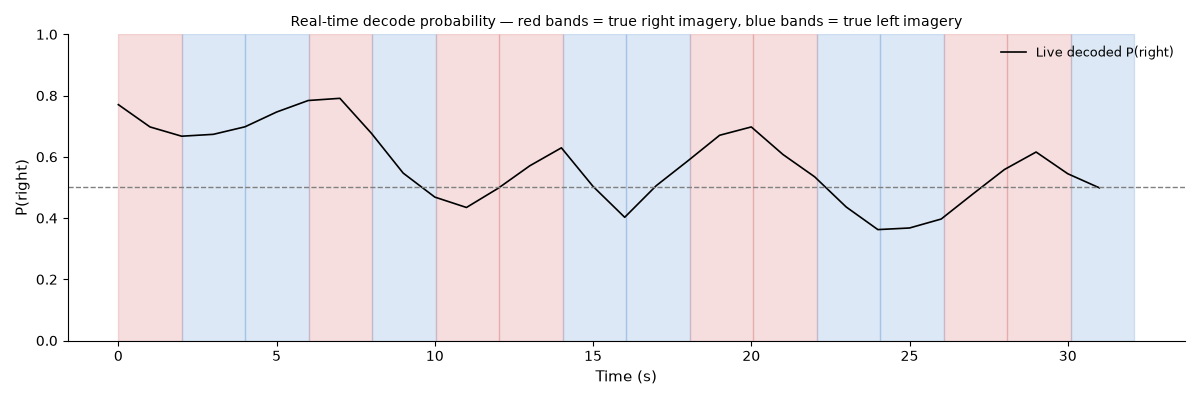 Real-time decode probability — red bands = true right imagery, blue bands = true left imagery
Live decoded P(right)
P(right)
1.0
0.8
0.6
0.4
0.2
0.0
0 5 10 15 20 25 30
Time (s)